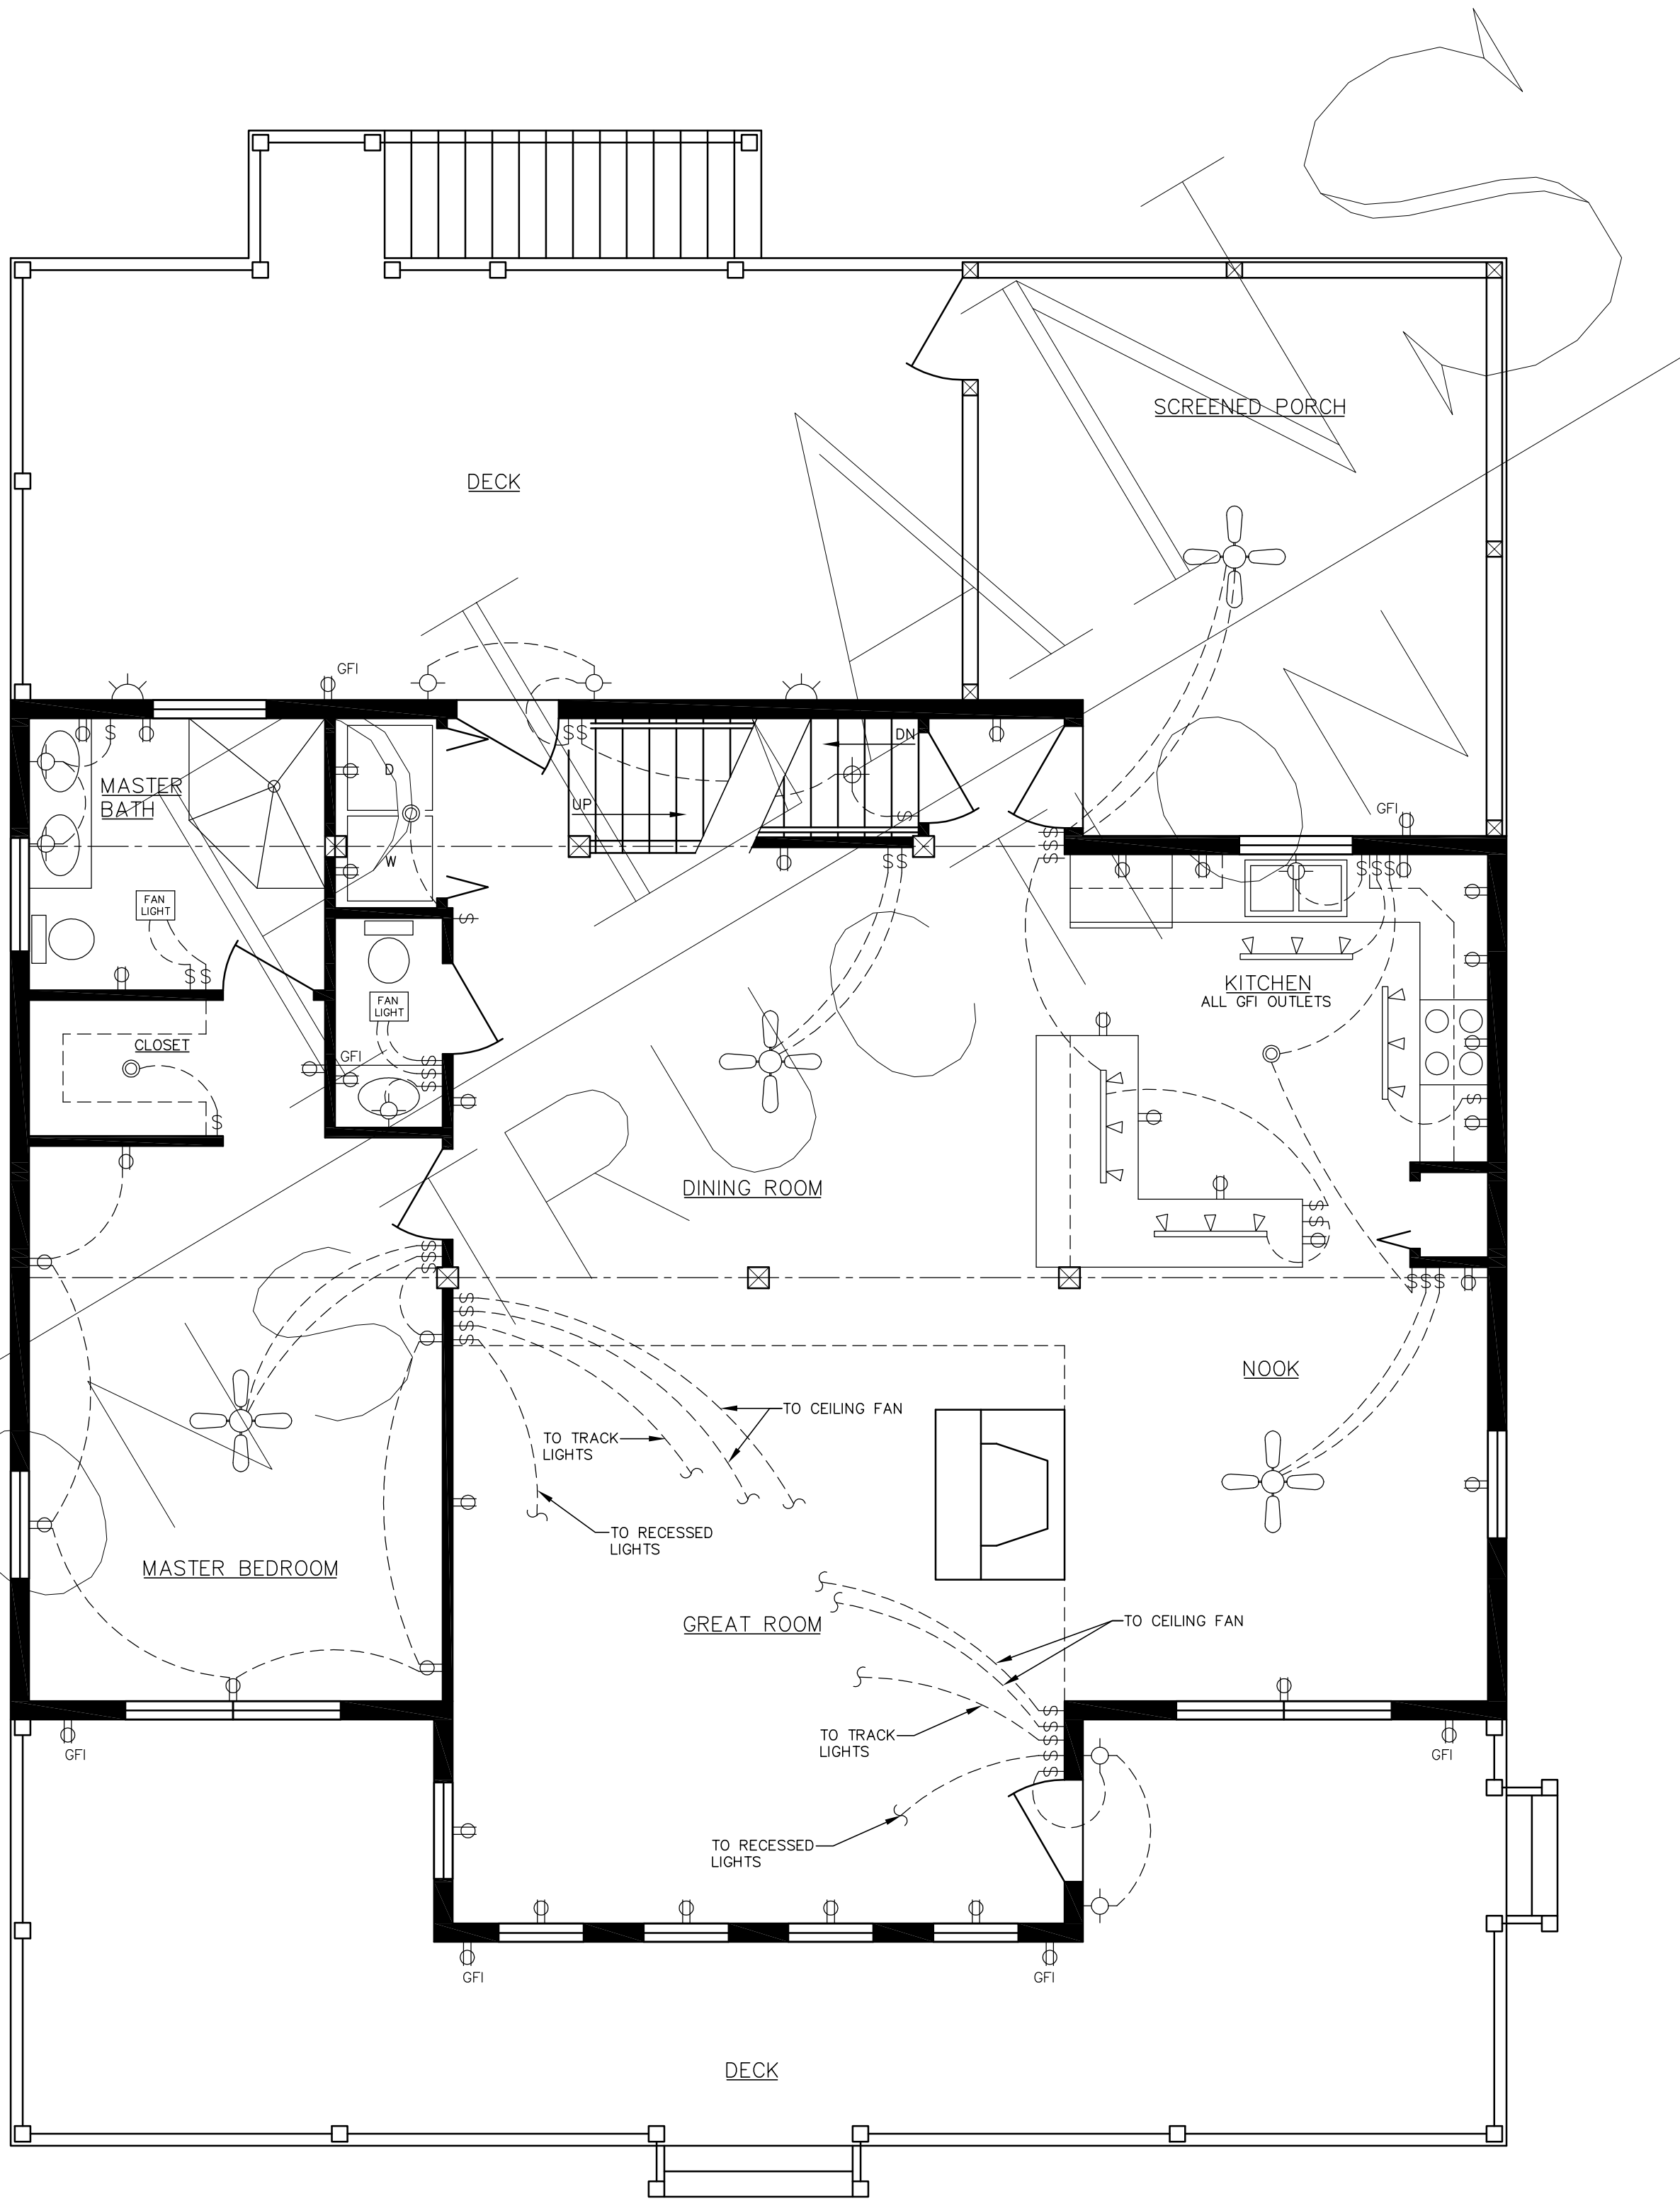 SCREENED PORCH
DECK
GFI
DN
D
MASTER
BATH
UP
GFI
W
FAN
LIGHT
KITCHEN
ALL GFI OUTLETS
FAN
LIGHT
CLOSET
GFI
DINING ROOM
NOOK
TO CEILING FAN
TO TRACK
LIGHTS
TO RECESSED
LIGHTS
MASTER BEDROOM
GREAT ROOM
TO CEILING FAN
TO TRACK
LIGHTS
GFI
GFI
TO RECESSED
LIGHTS
GFI
GFI
DECK